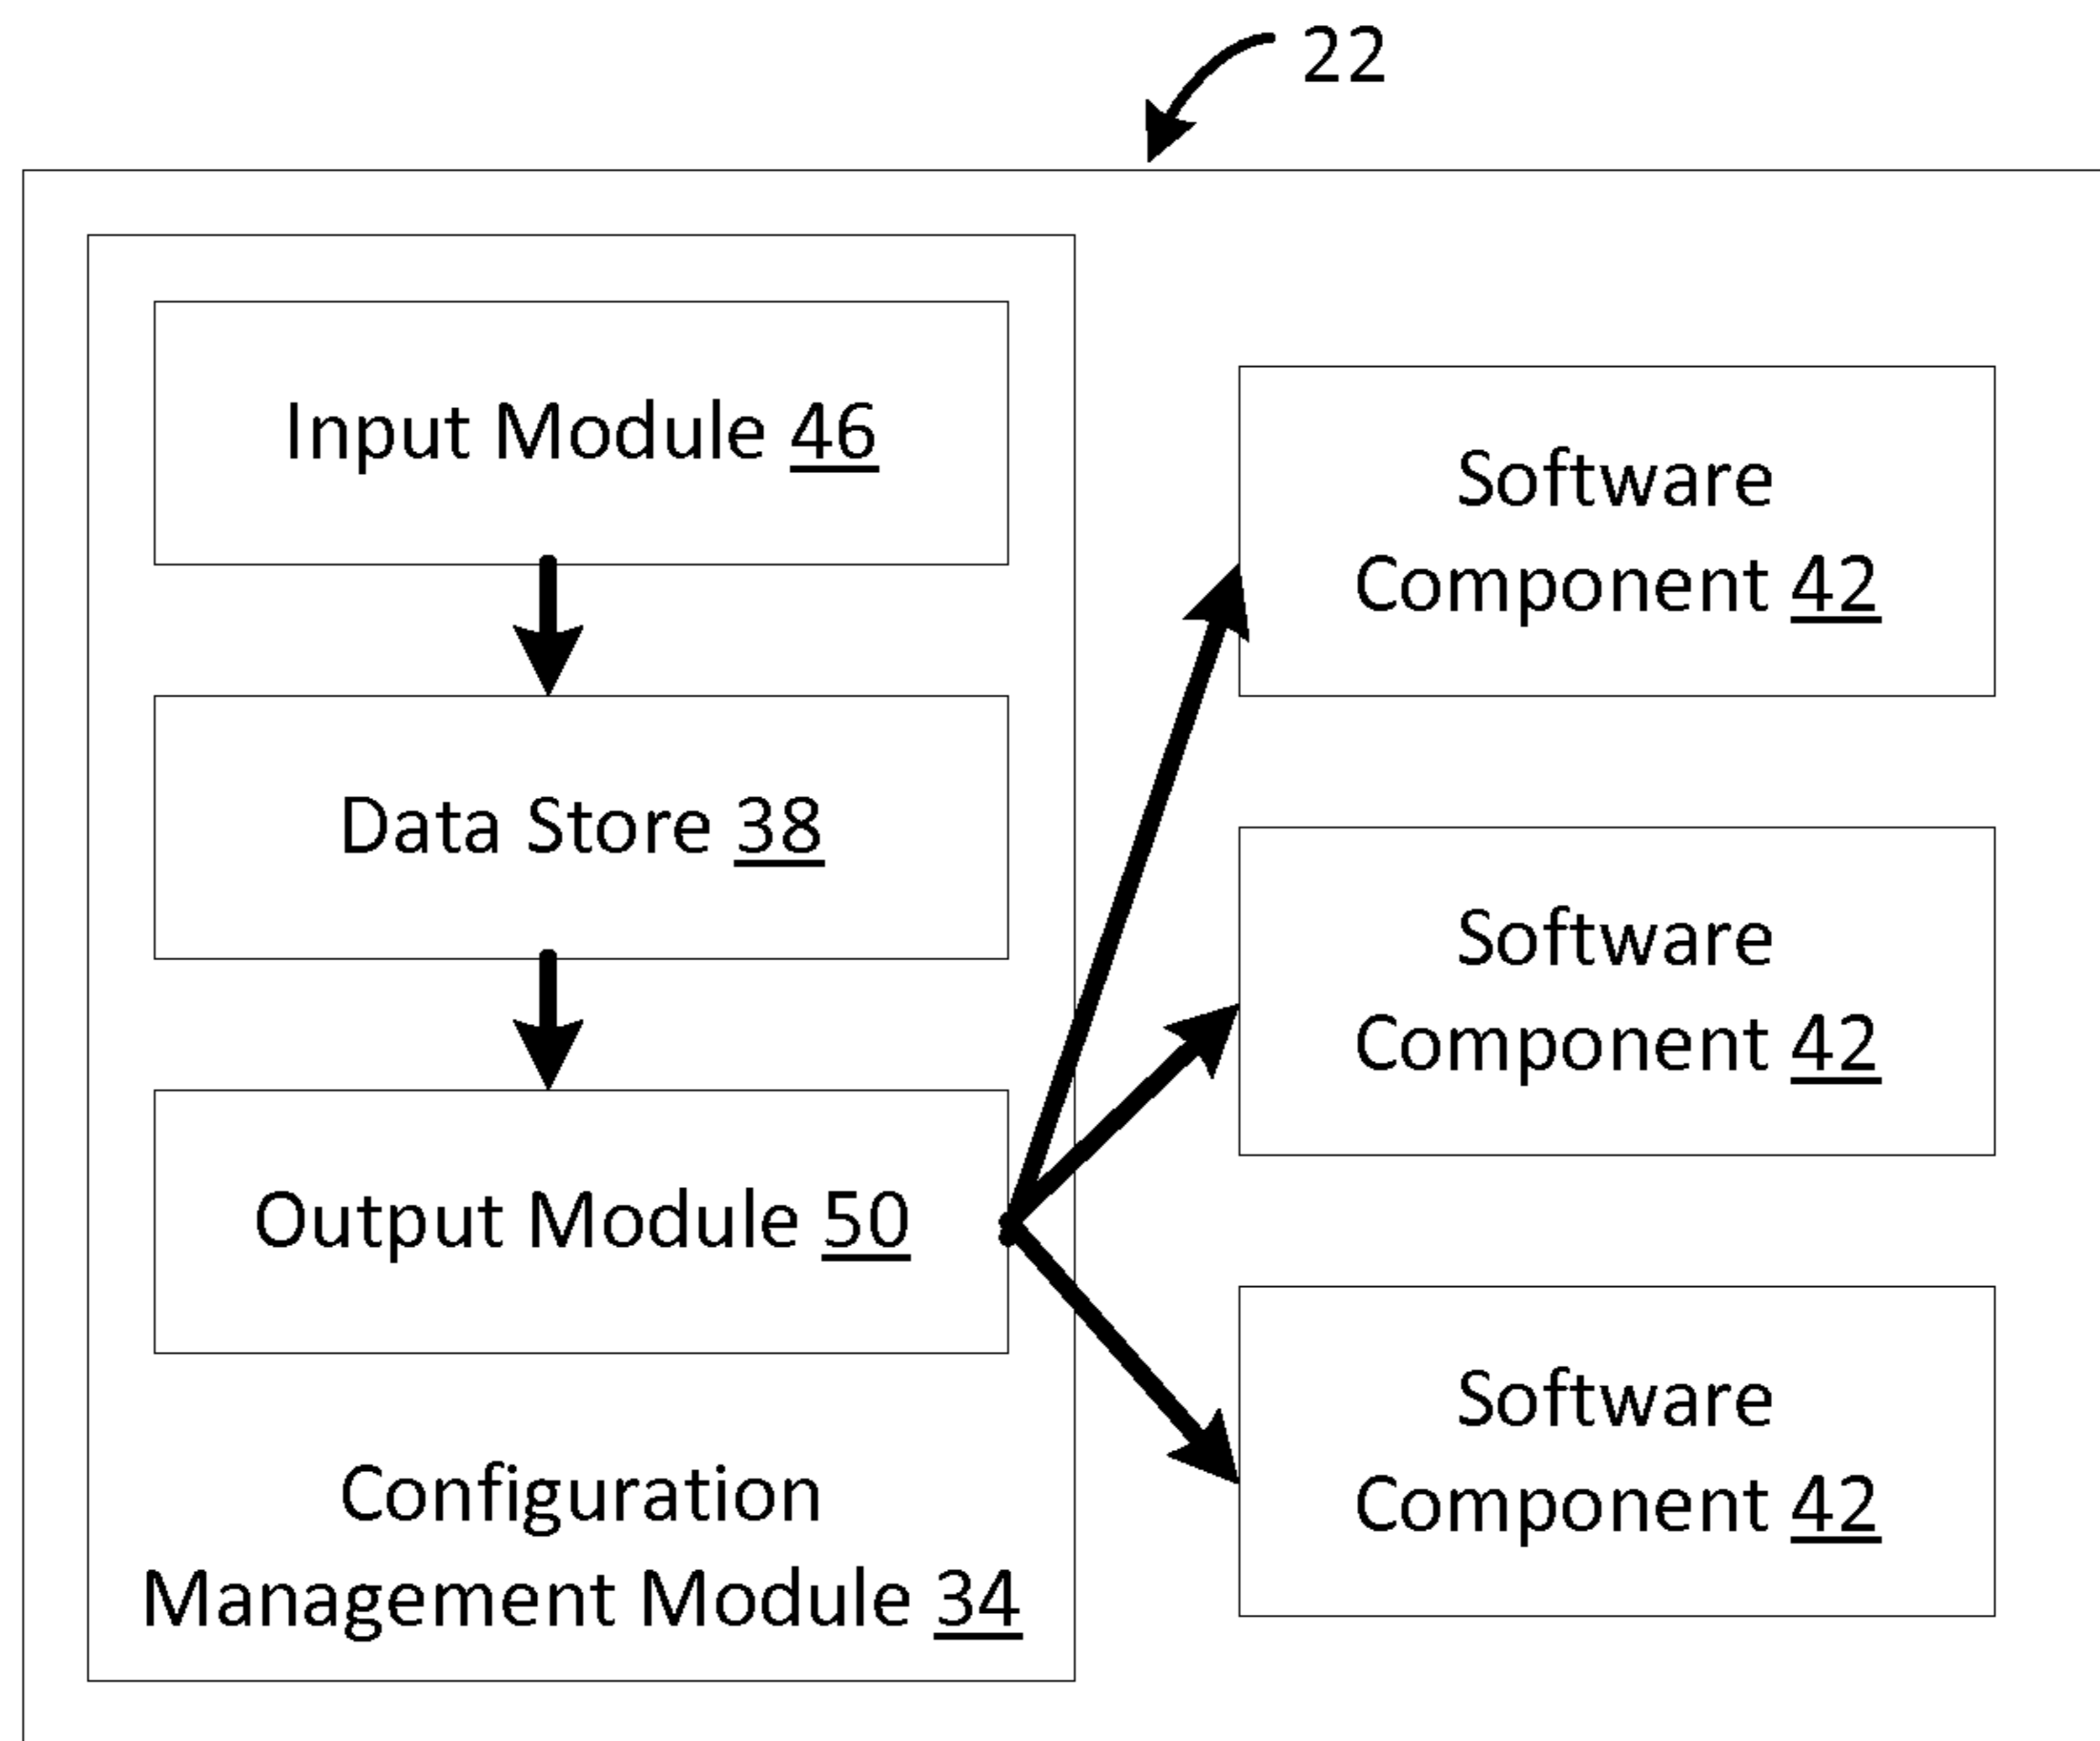 22
Input Module 46
Data Store 38
Output Module 50
Configuration
Management Module 34
Software
Component 42
Software
Component 42
Software
Component 42